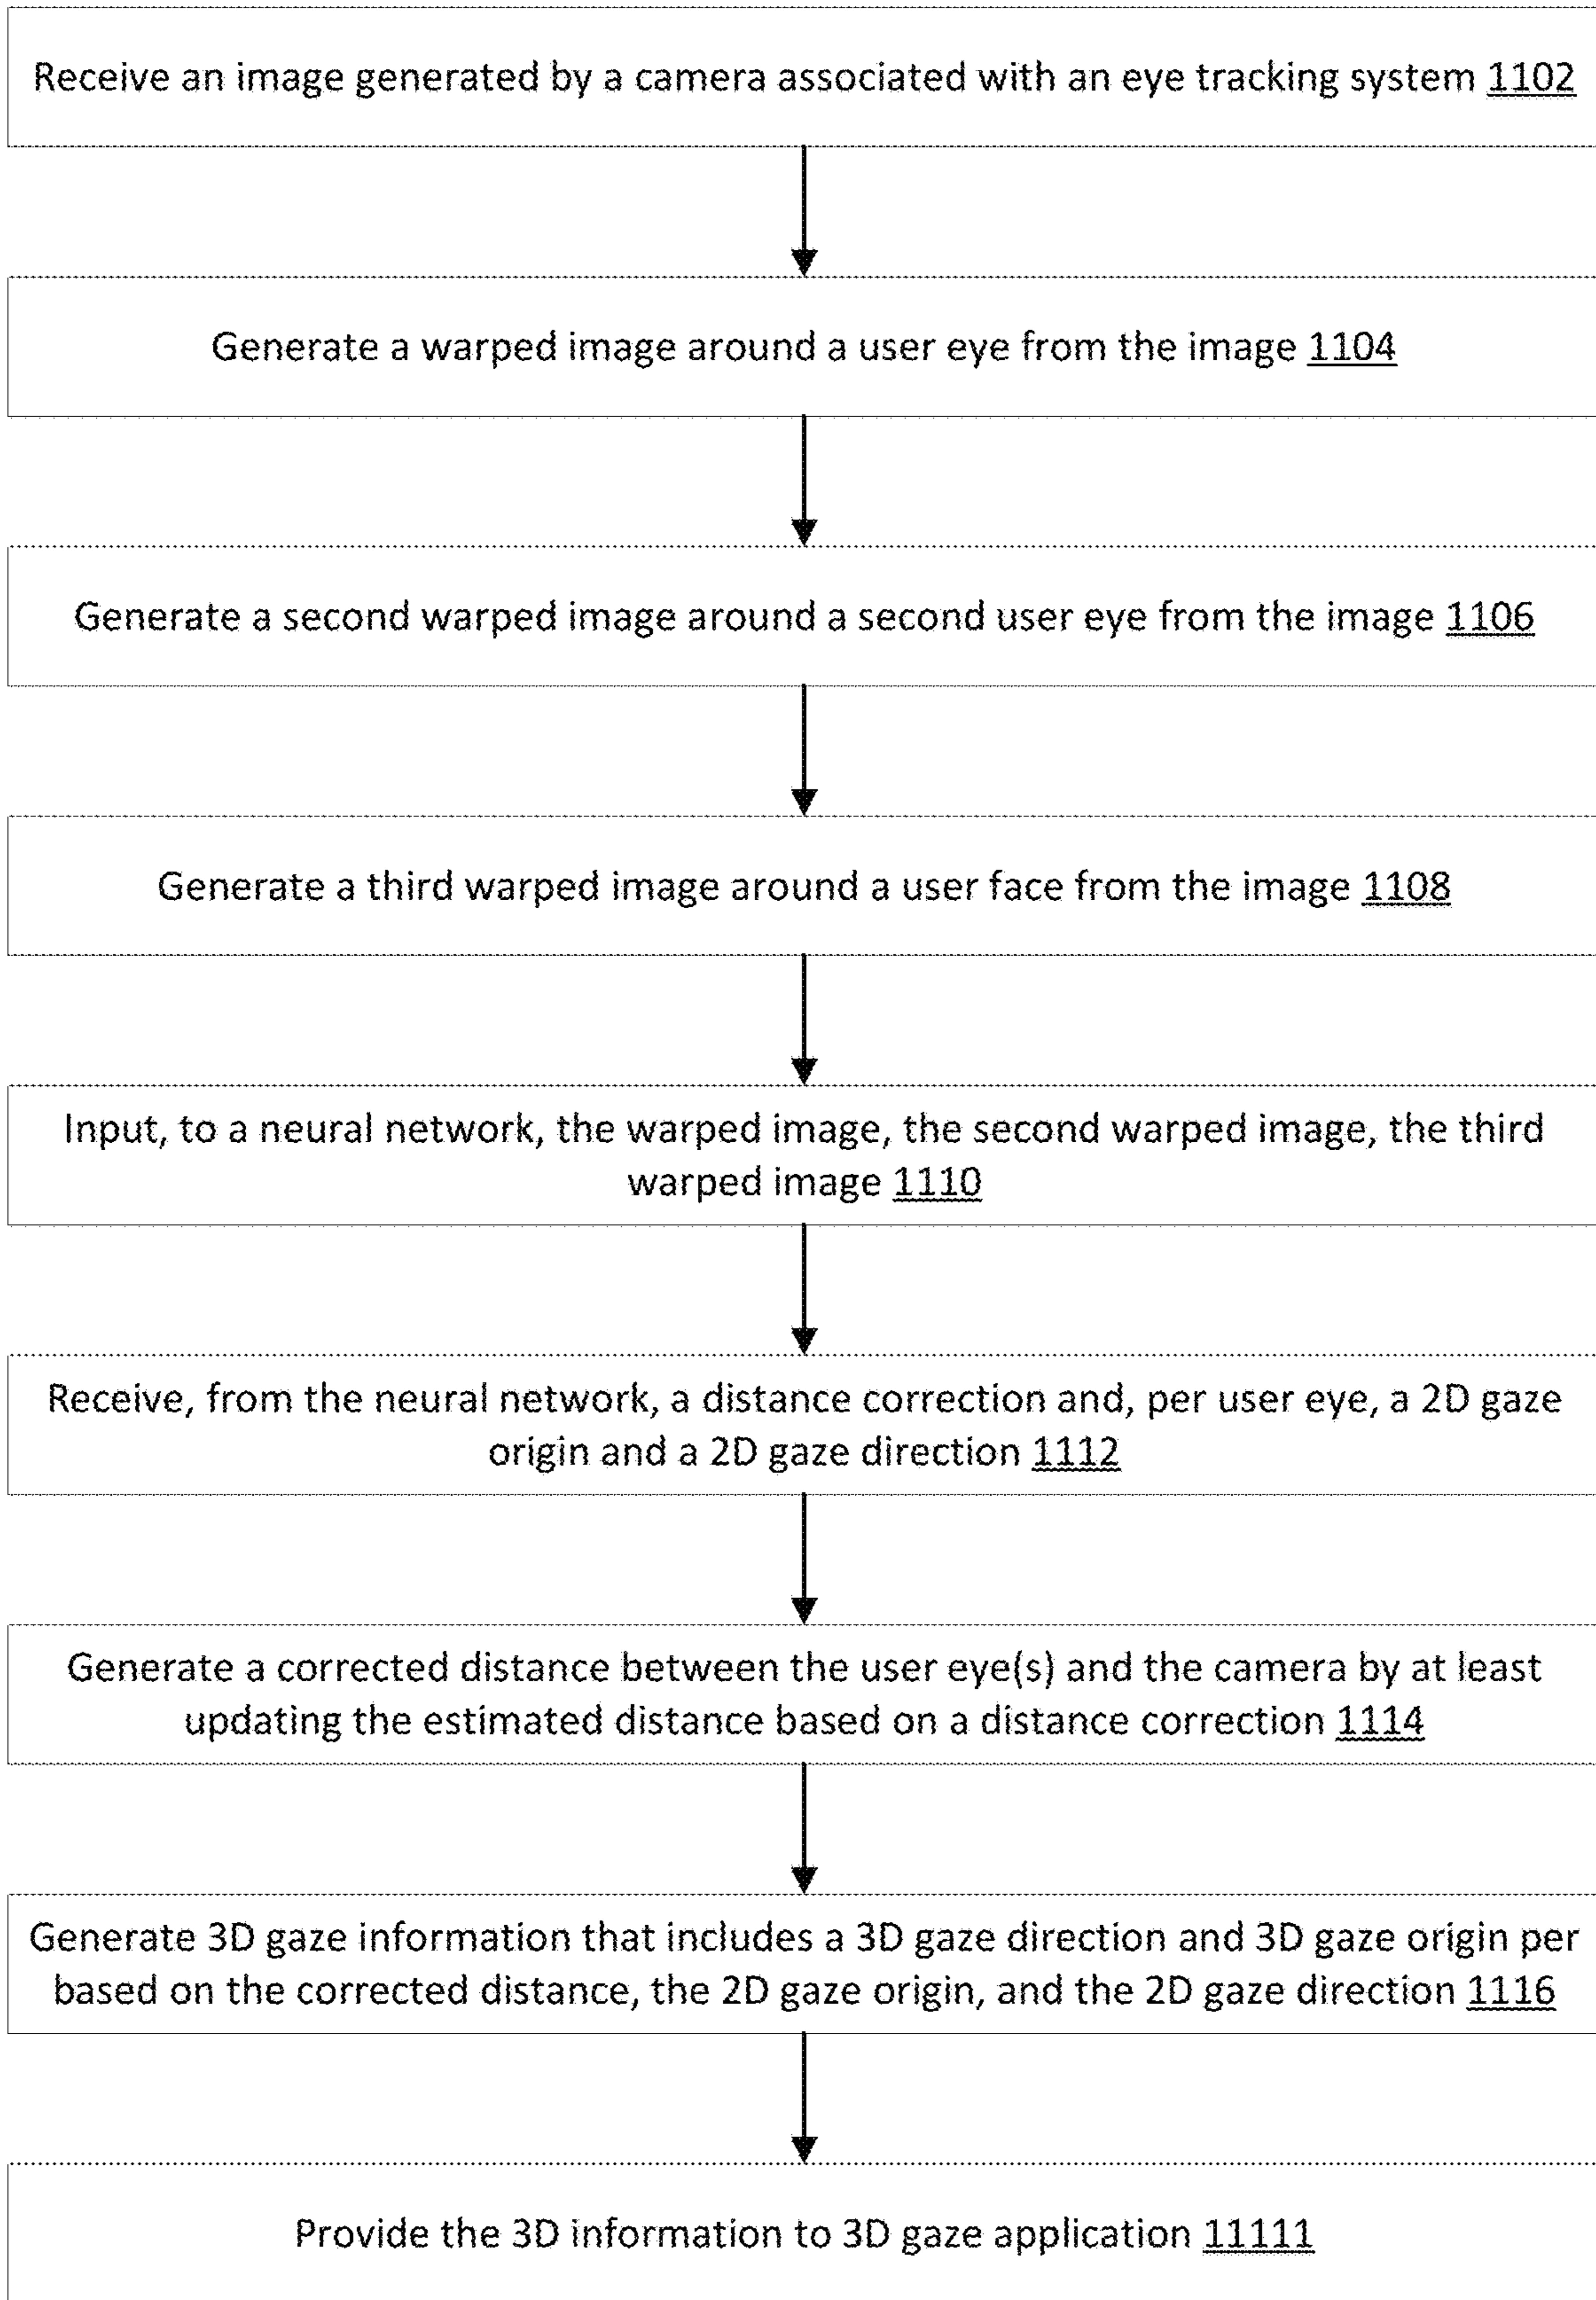 Receive an image generated by a camera associated with an eye tracking system 1102
Generate a warped image around a user eye from the image 1104
Generate a second warped image around a second user eye from the image 1106
Generate a third warped image around a user face from the image 1108
Input, to a neural network, the warped image, the second warped image, the third
warped image 1110
Receive, from the neural network, a distance correction and, per user eye, a 2D gaze
origin and a 2D gaze direction 1112
Generate a corrected distance between the user eye(s) and the camera by at least
updating the estimated distance based on a distance correction 1114
Generate 3D gaze information that includes a 3D gaze direction and 3D gaze origin per
based on the corrected distance, the 2D gaze origin, and the 2D gaze direction 1116
Provide the 3D information to 3D gaze application 11111